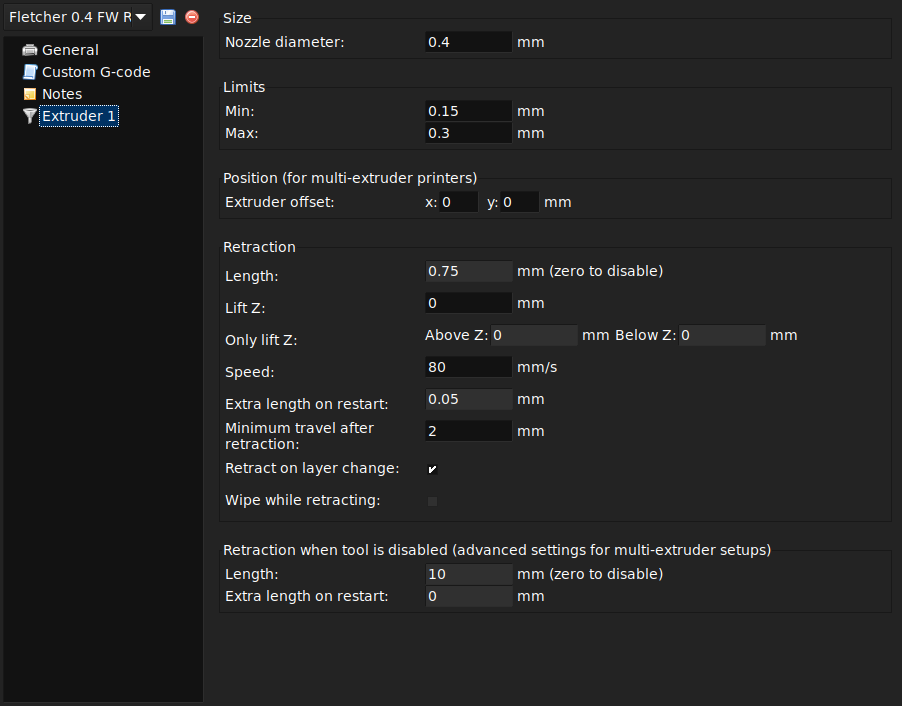 Fletcher 0.4 FW R
General
Custom G-code
Notes
Extruder 1
Size
Nozzle diameter: 0.4 mm
Limits
Min: 0.15 mm
Max: 0.3 mm
Position (for multi-extruder printers)
Extruder offset: x: 0 y: 0 mm
Retraction
Length: 0.75 mm (zero to disable)
Lift Z: 0 mm
Only lift Z: Above Z: 0 mm Below Z: 0 mm
Speed: 80 mm/s
Extra length on restart: 0.05 mm
Minimum travel after
retraction: 2 mm
Retract on layer change:
Wipe while retracting:
Retraction when tool is disabled (advanced settings for multi-extruder setups)
Length: 10 mm (zero to disable)
Extra length on restart: 0 mm